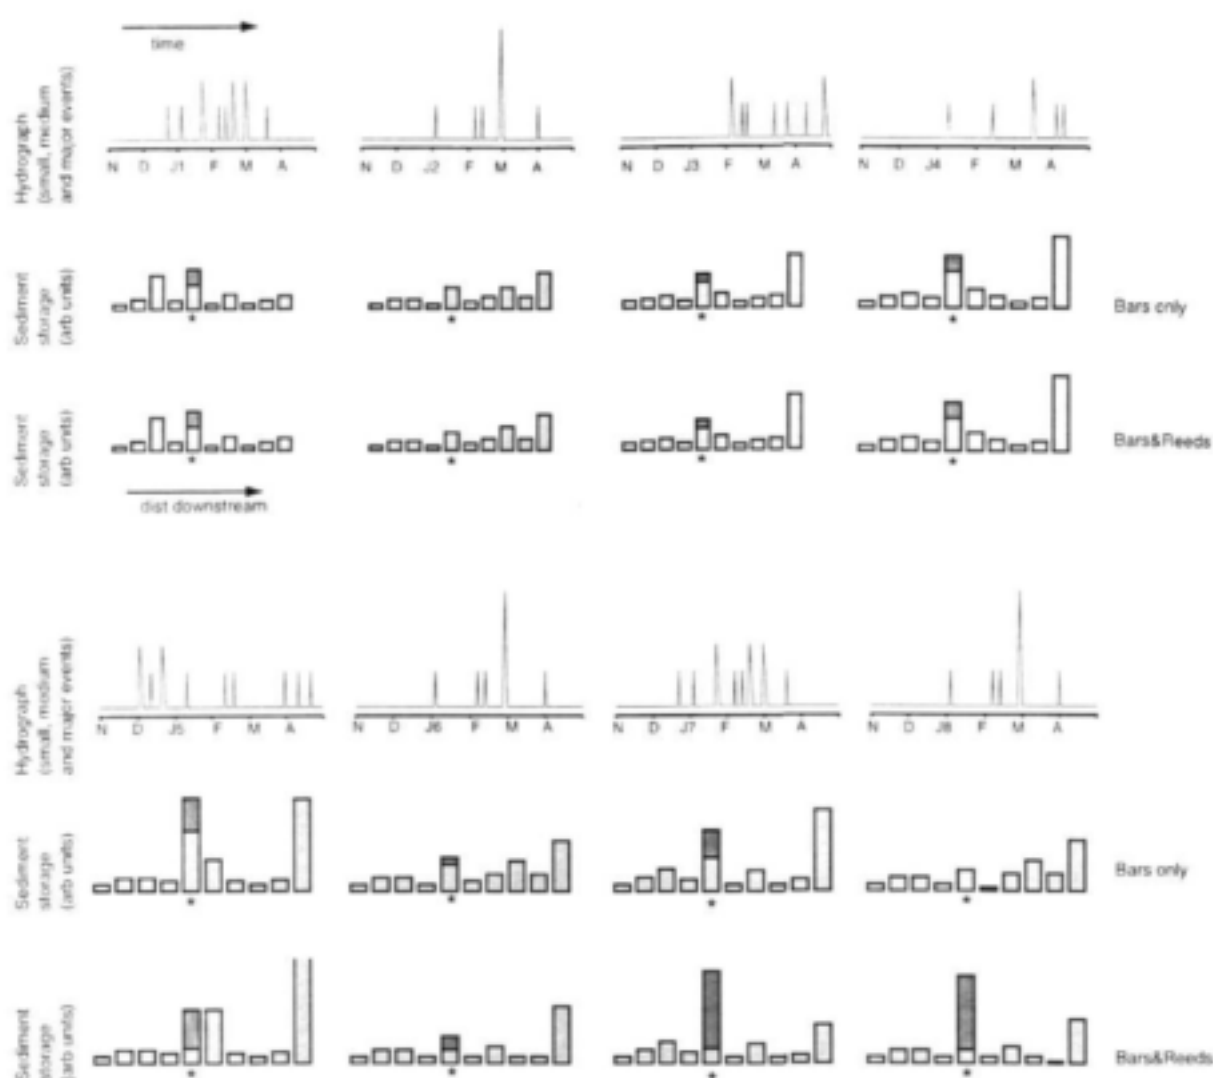 time
Hydrograph
(small, medium
and major events)
N D J1 F M A
N D J2 F M A
N D J3 F M A
N D J4 F M A
Sediment
storage
(arb units)
*
*
*
*
Bars only
Sediment
storage
(arb units)
*
*
*
*
Bars&Reeds
dist downstream
Hydrograph
(small, medium
and major events)
N D J5 F M A
N D J6 F M A
N D J7 F M A
N D J8 F M A
Sediment
storage
(arb units)
*
*
*
*
Bars only
Sediment
storage
(arb units)
*
*
*
*
Bars&Reeds